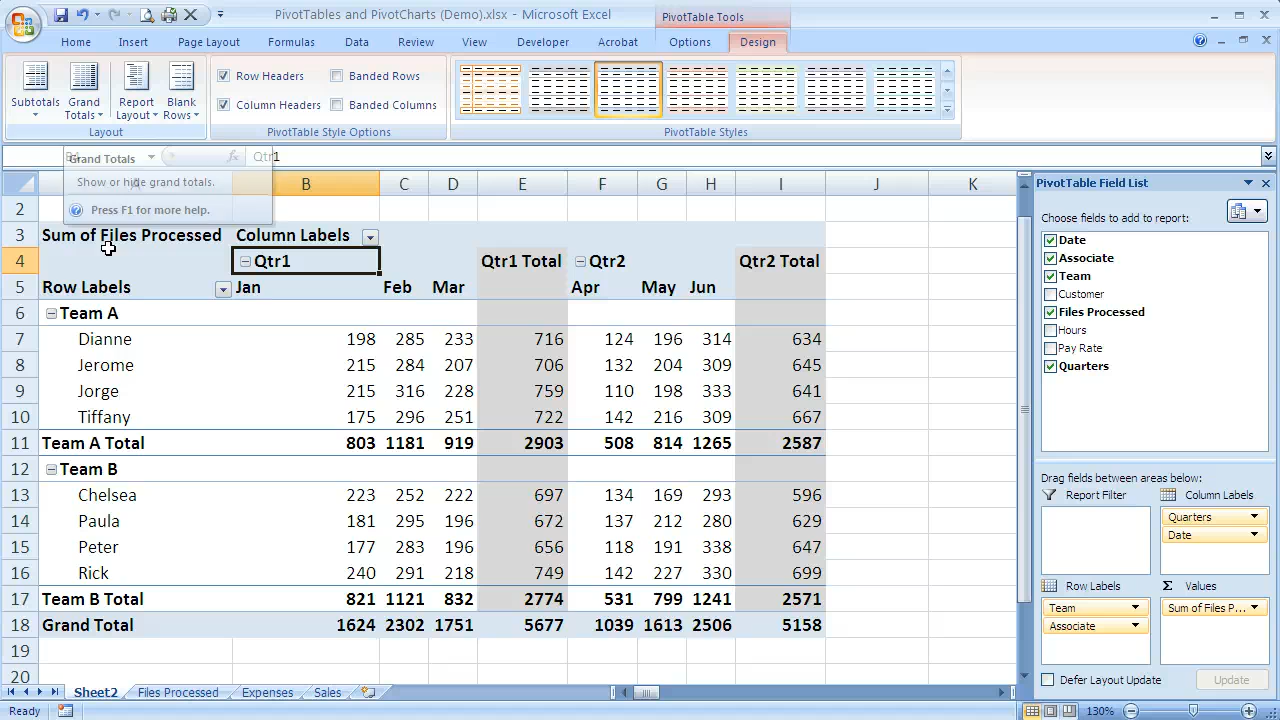 PivotTables and PivotCharts (Demo).xlsx - Microsoft Excel
PivotTable Tools
Home Insert Page Layout Formulas Data Review View Developer Acrobat Options Design
Subtotals
Grand Totals
Report Layout
Blank Rows
Row Headers
Banded Rows
Column Headers
Banded Columns
Layout
PivotTable Style Options
PivotTable Styles
B4 fx Qtr1
Grand Totals
Show or hide grand totals.
Press F1 for more help.
A B C D E F G H I J K
2
3 Sum of Files Processed Column Labels
4 Qtr1 Qtr1 Total Qtr2 Qtr2 Total
5 Row Labels Jan Feb Mar Apr May Jun
6 Team A
7 Dianne 198 285 233 716 124 196 314 634
8 Jerome 215 284 207 706 132 204 309 645
9 Jorge 215 316 228 759 110 198 333 641
10 Tiffany 175 296 251 722 142 216 309 667
11 Team A Total 803 1181 919 2903 508 814 1265 2587
12 Team B
13 Chelsea 223 252 222 697 134 169 293 596
14 Paula 181 295 196 672 137 212 280 629
15 Peter 177 283 196 656 118 191 338 647
16 Rick 240 291 218 749 142 227 330 699
17 Team B Total 821 1121 832 2774 531 799 1241 2571
18 Grand Total 1624 2302 1751 5677 1039 1613 2506 5158
19
20
Sheet2 Files Processed Expenses Sales
Ready
130%
PivotTable Field List
Choose fields to add to report:
Date
Associate
Team
Customer
Files Processed
Hours
Pay Rate
Quarters
Drag fields between areas below:
Report Filter
Column Labels
Quarters
Date
Row Labels
Σ Values
Team
Sum of Files P...
Associate
Defer Layout Update
Update